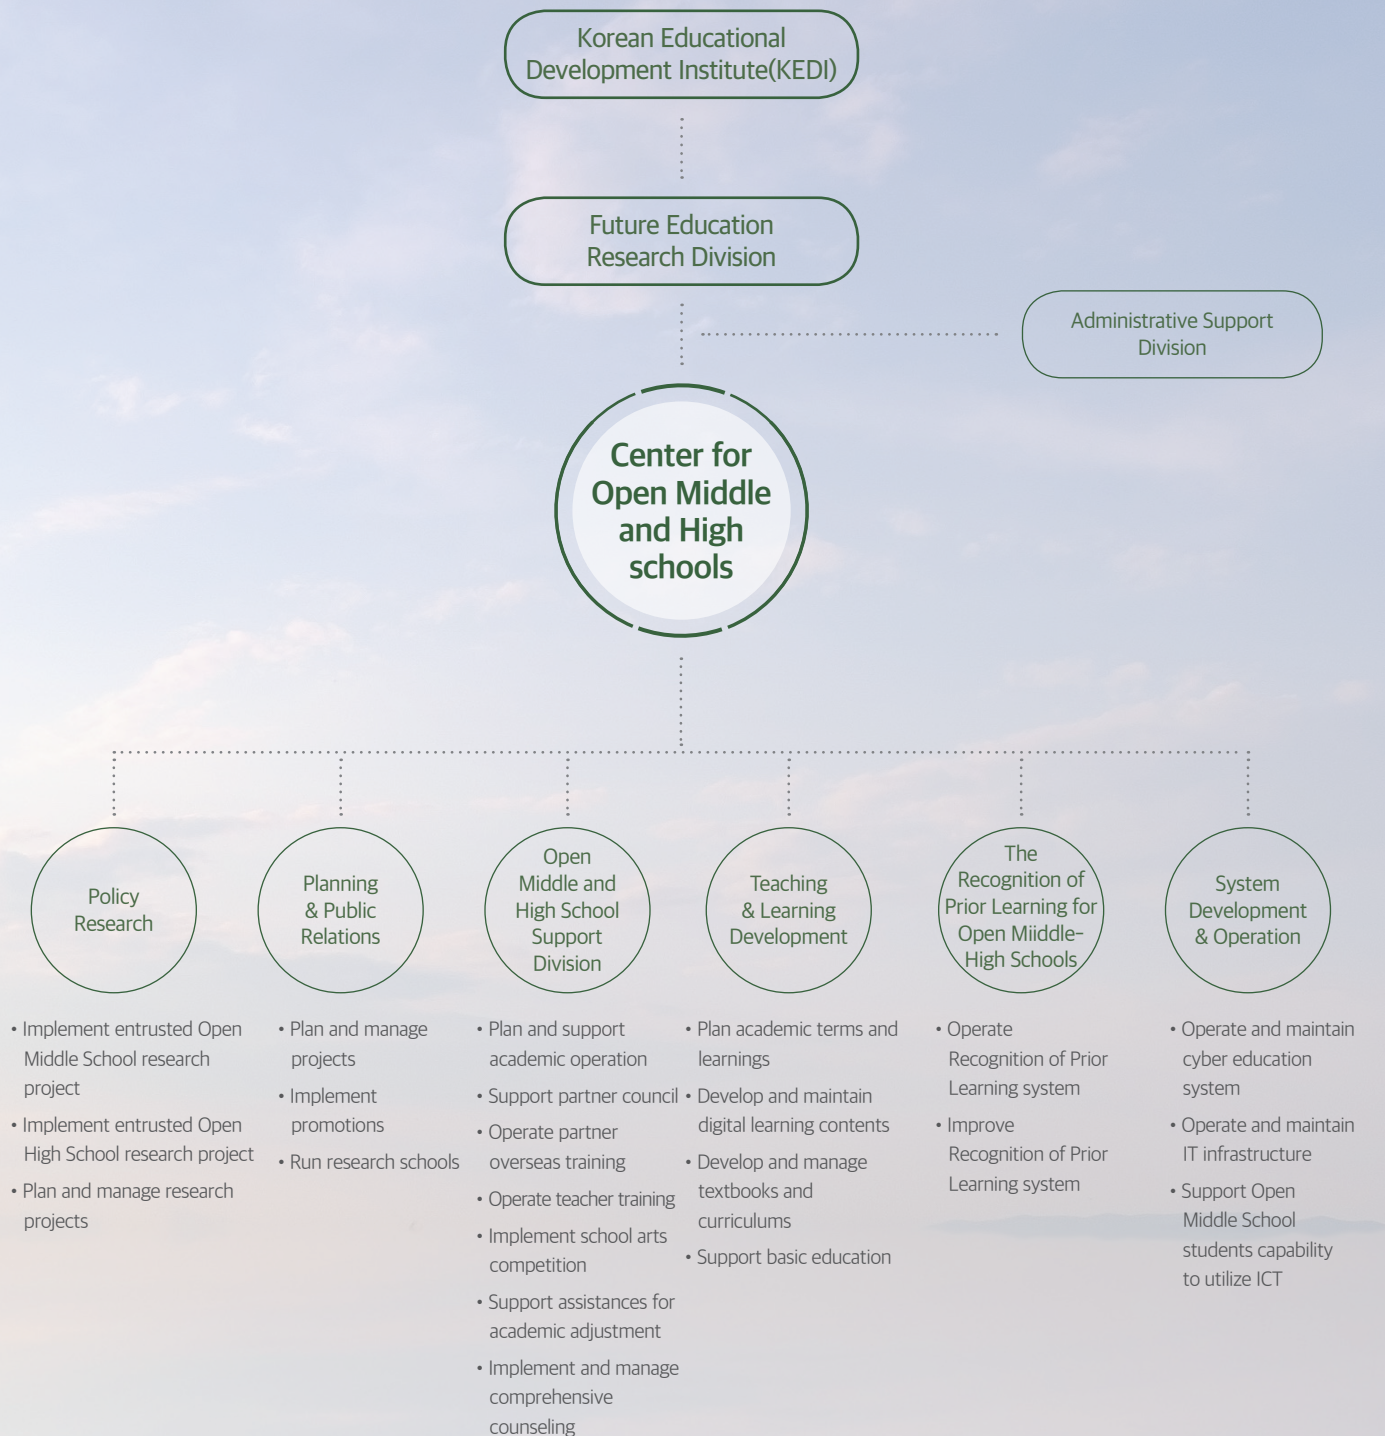 Korean Educational
Development Institute(KEDI)
Future Education
Research Division
Administrative Support
Division
Center for
Open Middle
and High
schools
Policy
Research
Planning
& Public
Relations
Open
Middle and
High School
Support
Division
Teaching
& Learning
Development
The
Recognition of
Prior Learning for
Open Miiddle-
High Schools
System
Development
& Operation
• Implement entrusted Open
Middle School research
project
• Implement entrusted Open
High School research project
• Plan and manage research
projects
• Plan and manage
projects
• Implement
promotions
• Run research schools
• Plan and support
academic operation
• Support partner council
• Operate partner
overseas training
• Operate teacher training
• Implement school arts
competition
• Support assistances for
academic adjustment
• Implement and manage
comprehensive
counseling
• Plan academic terms and
learnings
• Develop and maintain
digital learning contents
• Develop and manage
textbooks and
curriculums
• Support basic education
• Operate
Recognition of Prior
Learning system
• Improve
Recognition of Prior
Learning system
• Operate and maintain
cyber education
system
• Operate and maintain
IT infrastructure
• Support Open
Middle School
students capability
to utilize ICT